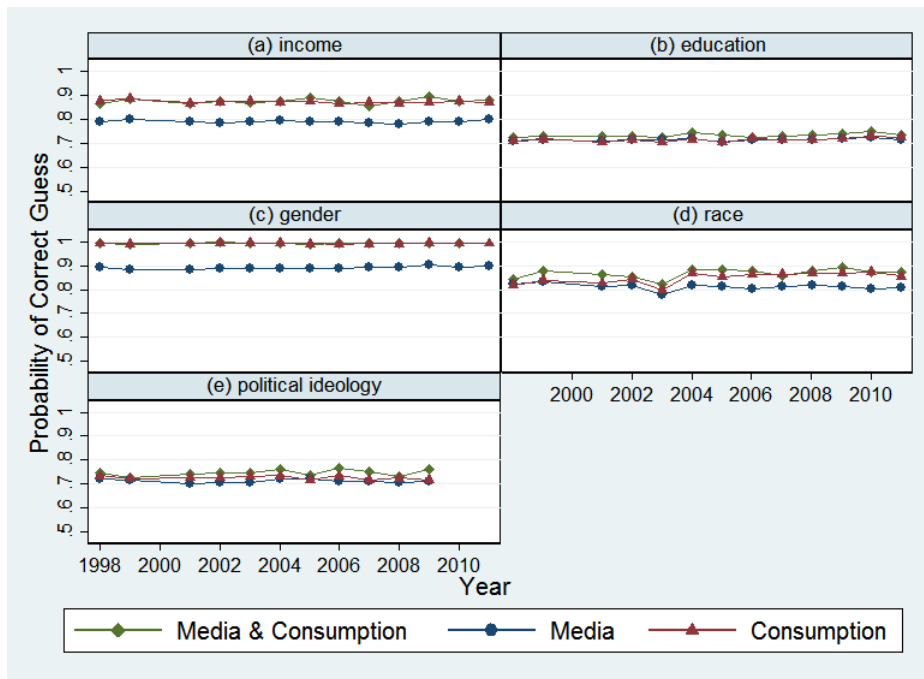 (a) income
(b) education
.5 .6 .7 .8 .9 1
(c) gender
(d) race
.5 .6 .7 .8 .9 1
2000 2002 2004 2006 2008 2010
(e) political ideology
.5 .6 .7 .8 .9 1
1998 2000 2002 2004 2006 2008 2010
Probability of Correct Guess
Year
Media & Consumption Media Consumption